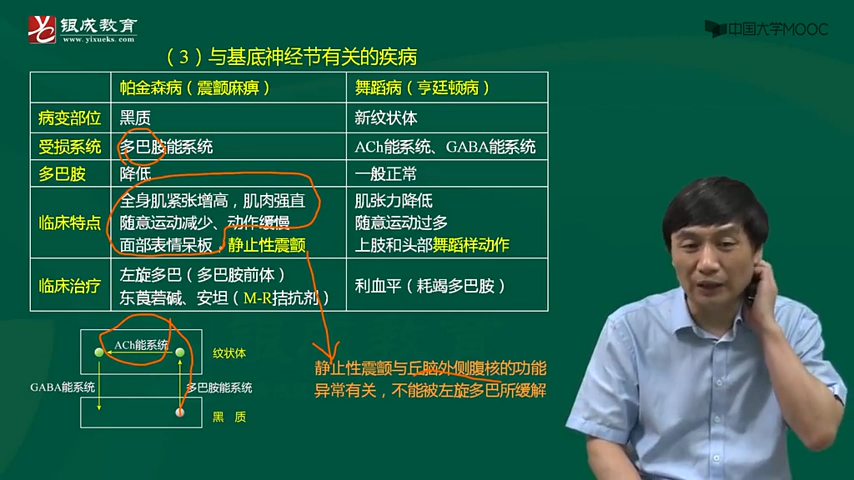 银成教育
www.yixueks.com
中国大学MOOC
（3）与基底神经节有关的疾病
帕金森病（震颤麻痹） 舞蹈病（亨廷顿病）
病变部位 黑质 新纹状体
受损系统 多巴胺能系统 ACh能系统、GABA能系统
多巴胺 降低 一般正常
临床特点 全身肌紧张增高，肌肉强直 肌张力降低
随意运动减少、动作缓慢 随意运动过多
面部表情呆板，静止性震颤 上肢和头部舞蹈样动作
临床治疗 左旋多巴（多巴胺前体） 利血平（耗竭多巴胺）
东莨菪碱、安坦（M-R拮抗剂）
ACh能系统 纹状体
GABA能系统 多巴胺能系统
黑 质
静止性震颤与丘脑外侧腹核的功能
异常有关，不能被左旋多巴所缓解